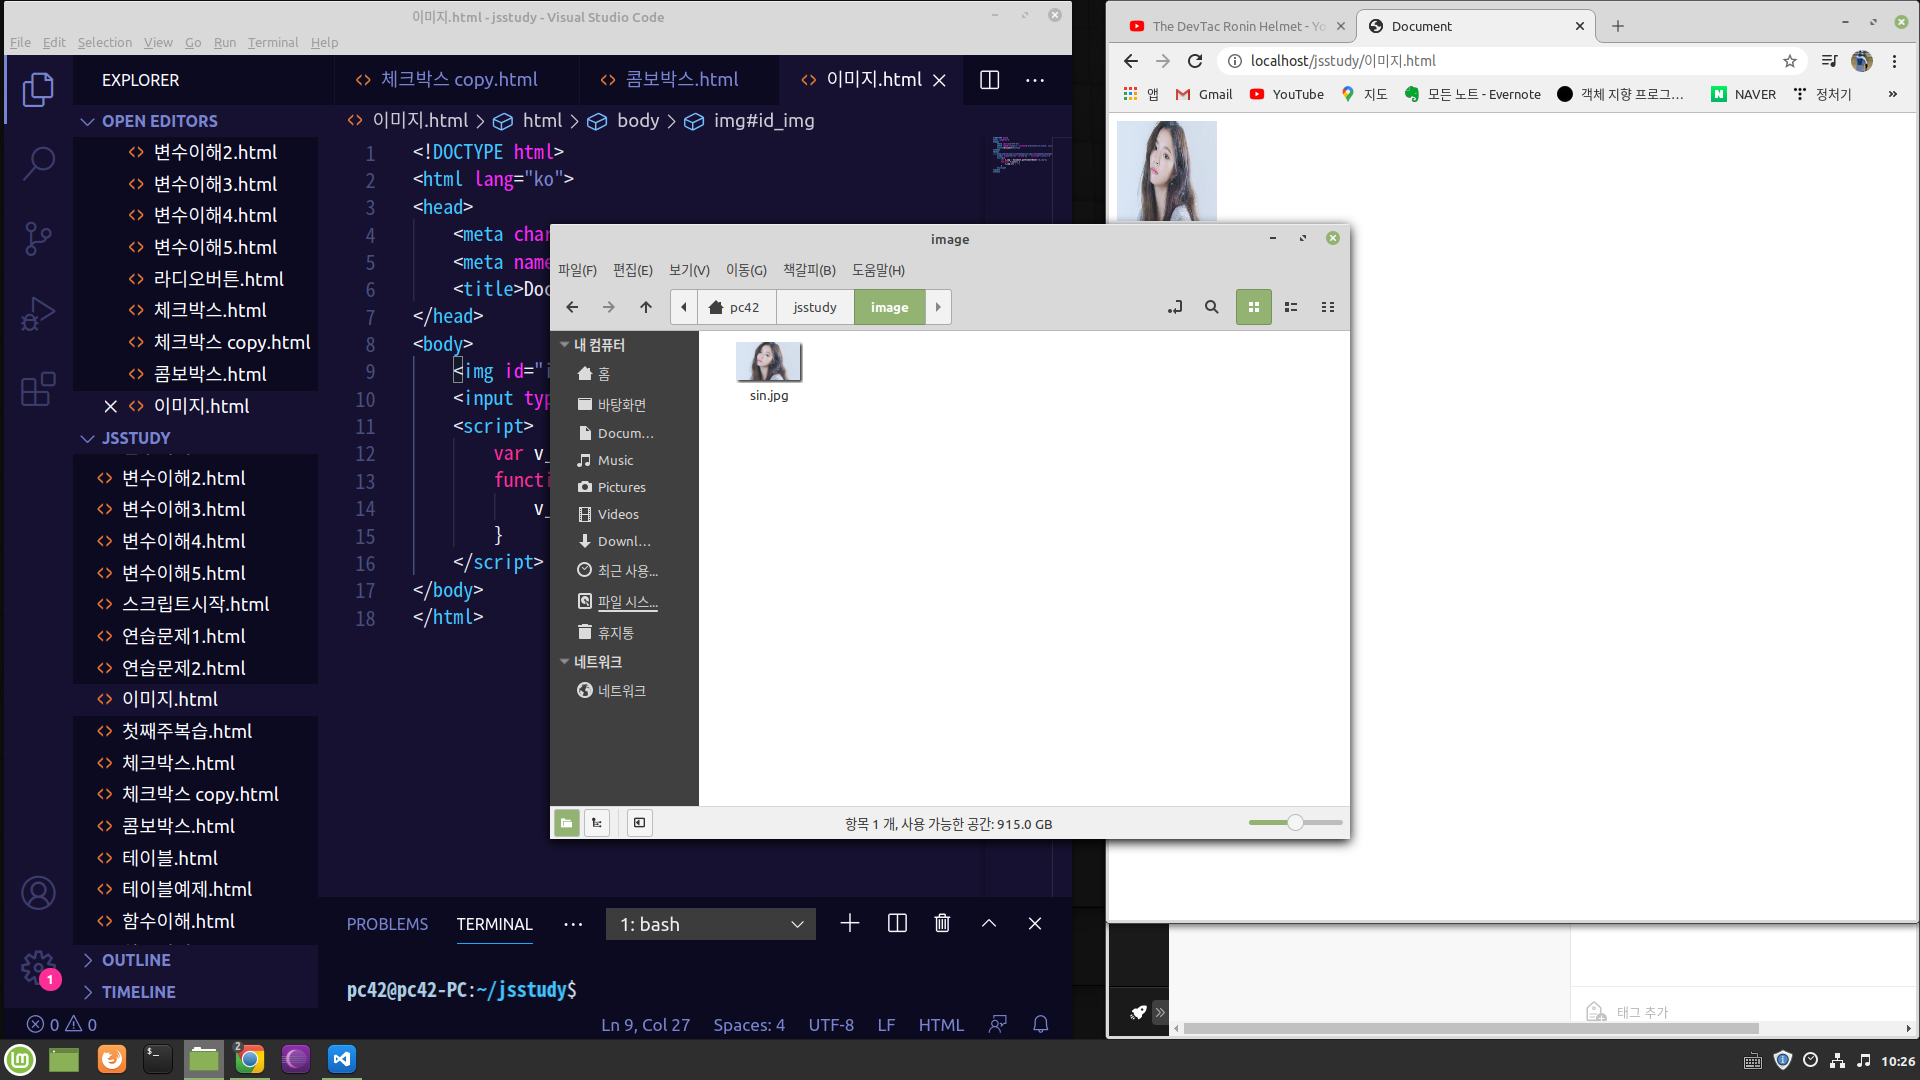 이미지.html - jsstudy - Visual Studio Code
File Edit Selection View Go Run Terminal Help
EXPLORER
체크박스 copy.html
콤보박스.html
이미지.html
OPEN EDITORS
변수이해2.html
변수이해3.html
변수이해4.html
변수이해5.html
라디오버튼.html
체크박스.html
체크박스 copy.html
콤보박스.html
이미지.html
JSSTUDY
변수이해2.html
변수이해3.html
변수이해4.html
변수이해5.html
스크립트시작.html
연습문제1.html
연습문제2.html
이미지.html
첫째주복습.html
체크박스.html
체크박스 copy.html
콤보박스.html
테이블.html
테이블예제.html
함수이해.html
OUTLINE
TIMELINE
1
이미지.html > html > body > img#id_img
1 <!DOCTYPE html>
2 <html lang="ko">
3 <head>
4 <meta char
5 <meta name
6 <title>Doc
7 </head>
8 <body>
9 <img id="i
10 <input typ
11 <script>
12 var v_
13 functi
14 v_
15 }
16 </script>
17 </body>
18 </html>
PROBLEMS TERMINAL ... 1: bash
pc42@pc42-PC:~/jsstudy$
0 0 Ln 9, Col 27 Spaces: 4 UTF-8 LF HTML
image
파일(F) 편집(E) 보기(V) 이동(G) 책갈피(B) 도움말(H)
pc42 jsstudy image
내 컴퓨터
홈
바탕화면
Docum...
Music
Pictures
Videos
Downl...
최근 사용...
파일 시스...
휴지통
네트워크
네트워크
sin.jpg
항목 1 개, 사용 가능한 공간: 915.0 GB
The DevTac Ronin Helmet - Yo
Document
localhost/jsstudy/이미지.html
앱 Gmail YouTube 지도 모든 노트 - Evernote 객체 지향 프로그... NAVER 정처기 »
태그 추가
2
10:26